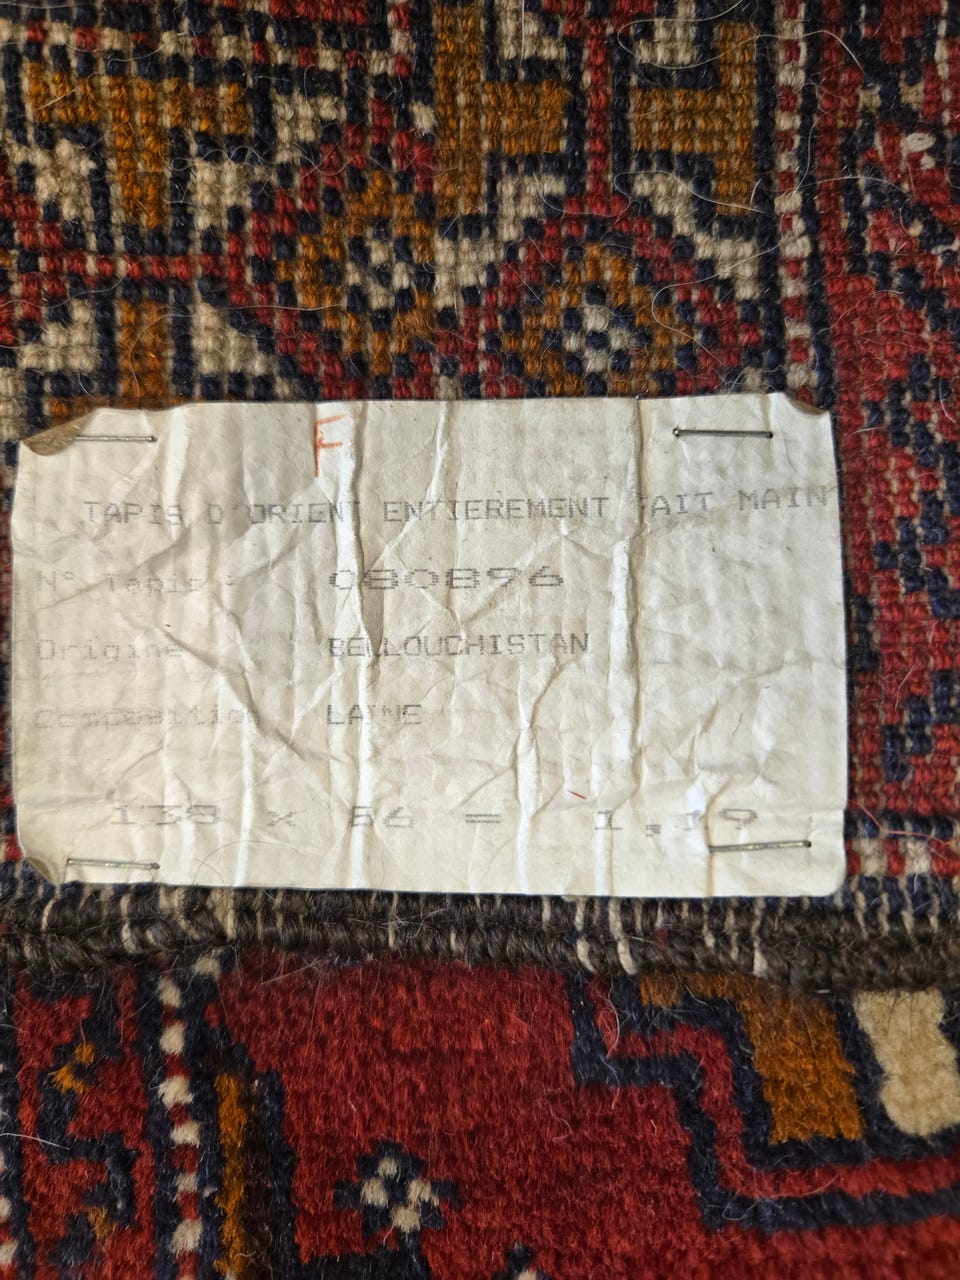 F
TAPIS D'ORIENT ENTIEREMENT FAIT MAIN
N° Tapis : 080896
Origine BELLOUCHISTAN
Composition LAINE
138 x 86 = 1.19